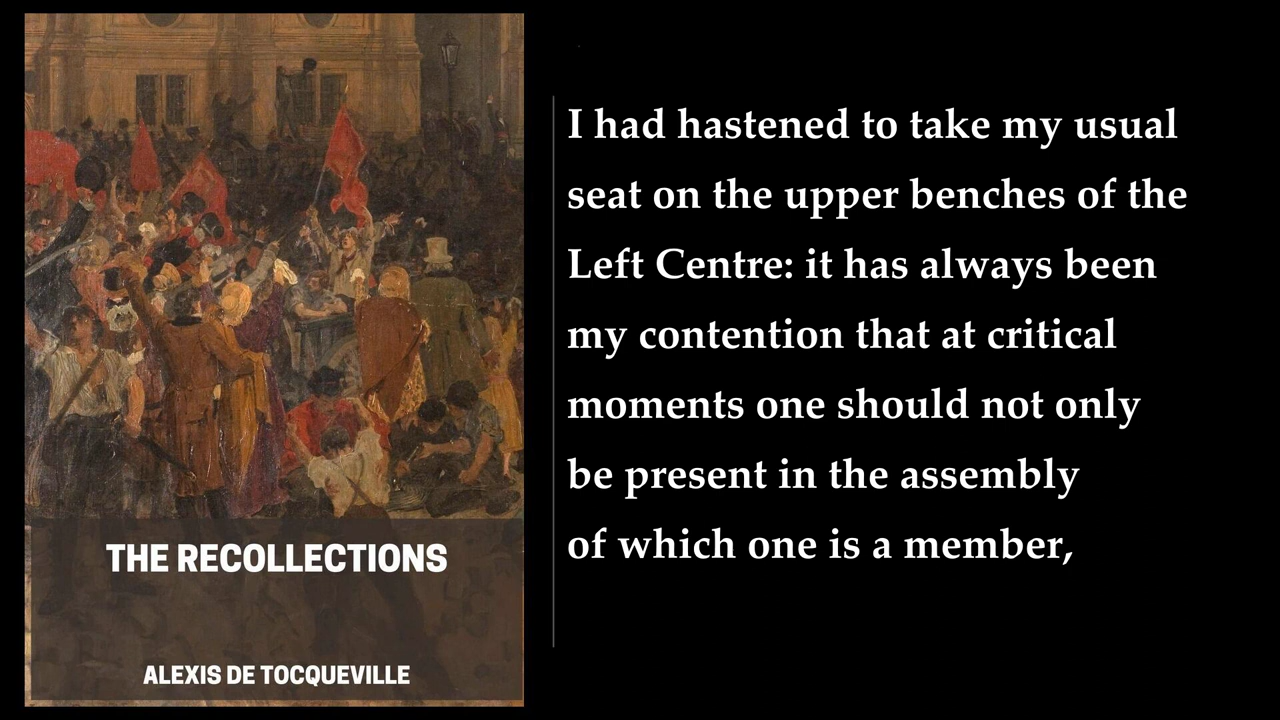 THE RECOLLECTIONS
ALEXIS DE TOCQUEVILLE
I had hastened to take my usual
seat on the upper benches of the
Left Centre: it has always been
my contention that at critical
moments one should not only
be present in the assembly
of which one is a member,